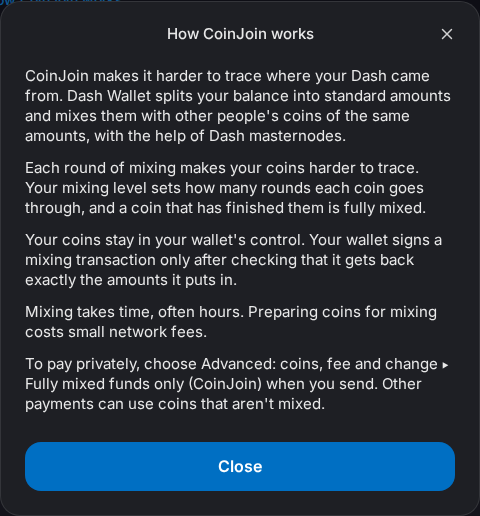 How CoinJoin works
CoinJoin makes it harder to trace where your Dash came
from. Dash Wallet splits your balance into standard amounts
and mixes them with other people's coins of the same
amounts, with the help of Dash masternodes.
Each round of mixing makes your coins harder to trace.
Your mixing level sets how many rounds each coin goes
through, and a coin that has finished them is fully mixed.
Your coins stay in your wallet's control. Your wallet signs a
mixing transaction only after checking that it gets back
exactly the amounts it puts in.
Mixing takes time, often hours. Preparing coins for mixing
costs small network fees.
To pay privately, choose Advanced: coins, fee and change ▸
Fully mixed funds only (CoinJoin) when you send. Other
payments can use coins that aren't mixed.
Close